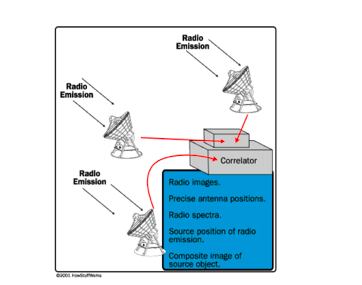 Radio
Emission
Radio
Emission
Correlator
Radio
Emission
Radio images.
Precise antenna positions.
Radio spectra.
Source position of radio
emission.
Composite image of
source object.
©2001 HowStuffWorks